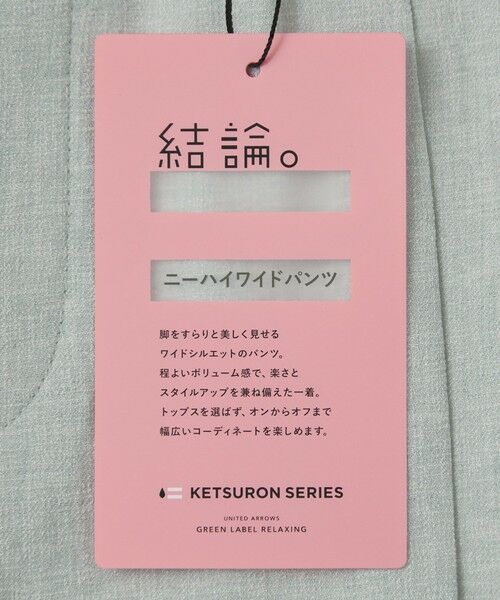 結論。
ニーハイワイドパンツ
脚をすらりと美しく見せる
ワイドシルエットのパンツ。
程よいボリューム感で、楽さと
スタイルアップを兼ね備えた一着。
トップスを選ばず、オンからオフまで
幅広いコーディネートを楽しめます。
KETSURON SERIES
UNITED ARROWS
GREEN LABEL RELAXING